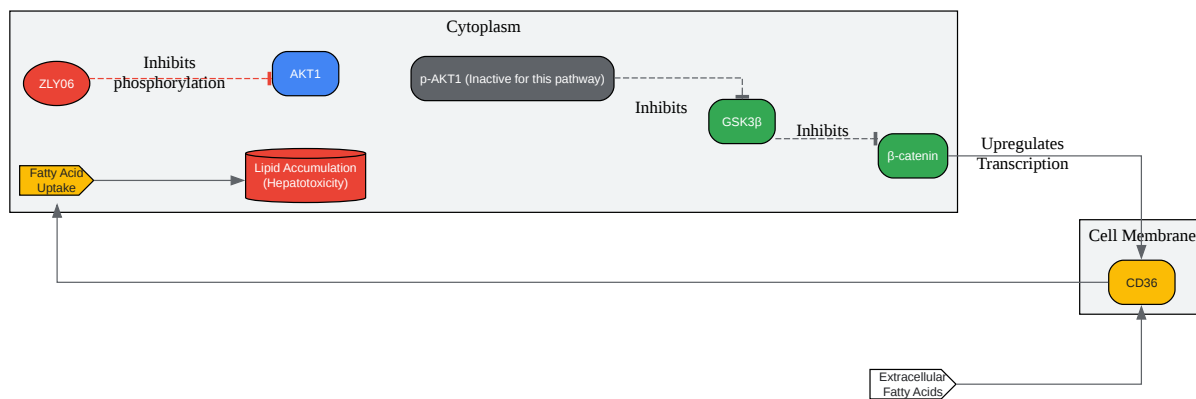 Cytoplasm
ZLY06
Inhibits
phosphorylation
AKT1
p-AKT1 (Inactive for this pathway)
Inhibits
GSK3β
Inhibits
β-catenin
Upregulates
Transcription
Fatty Acid
Uptake
Lipid Accumulation
(Hepatotoxicity)
Cell Membrane
CD36
Extracellular
Fatty Acids